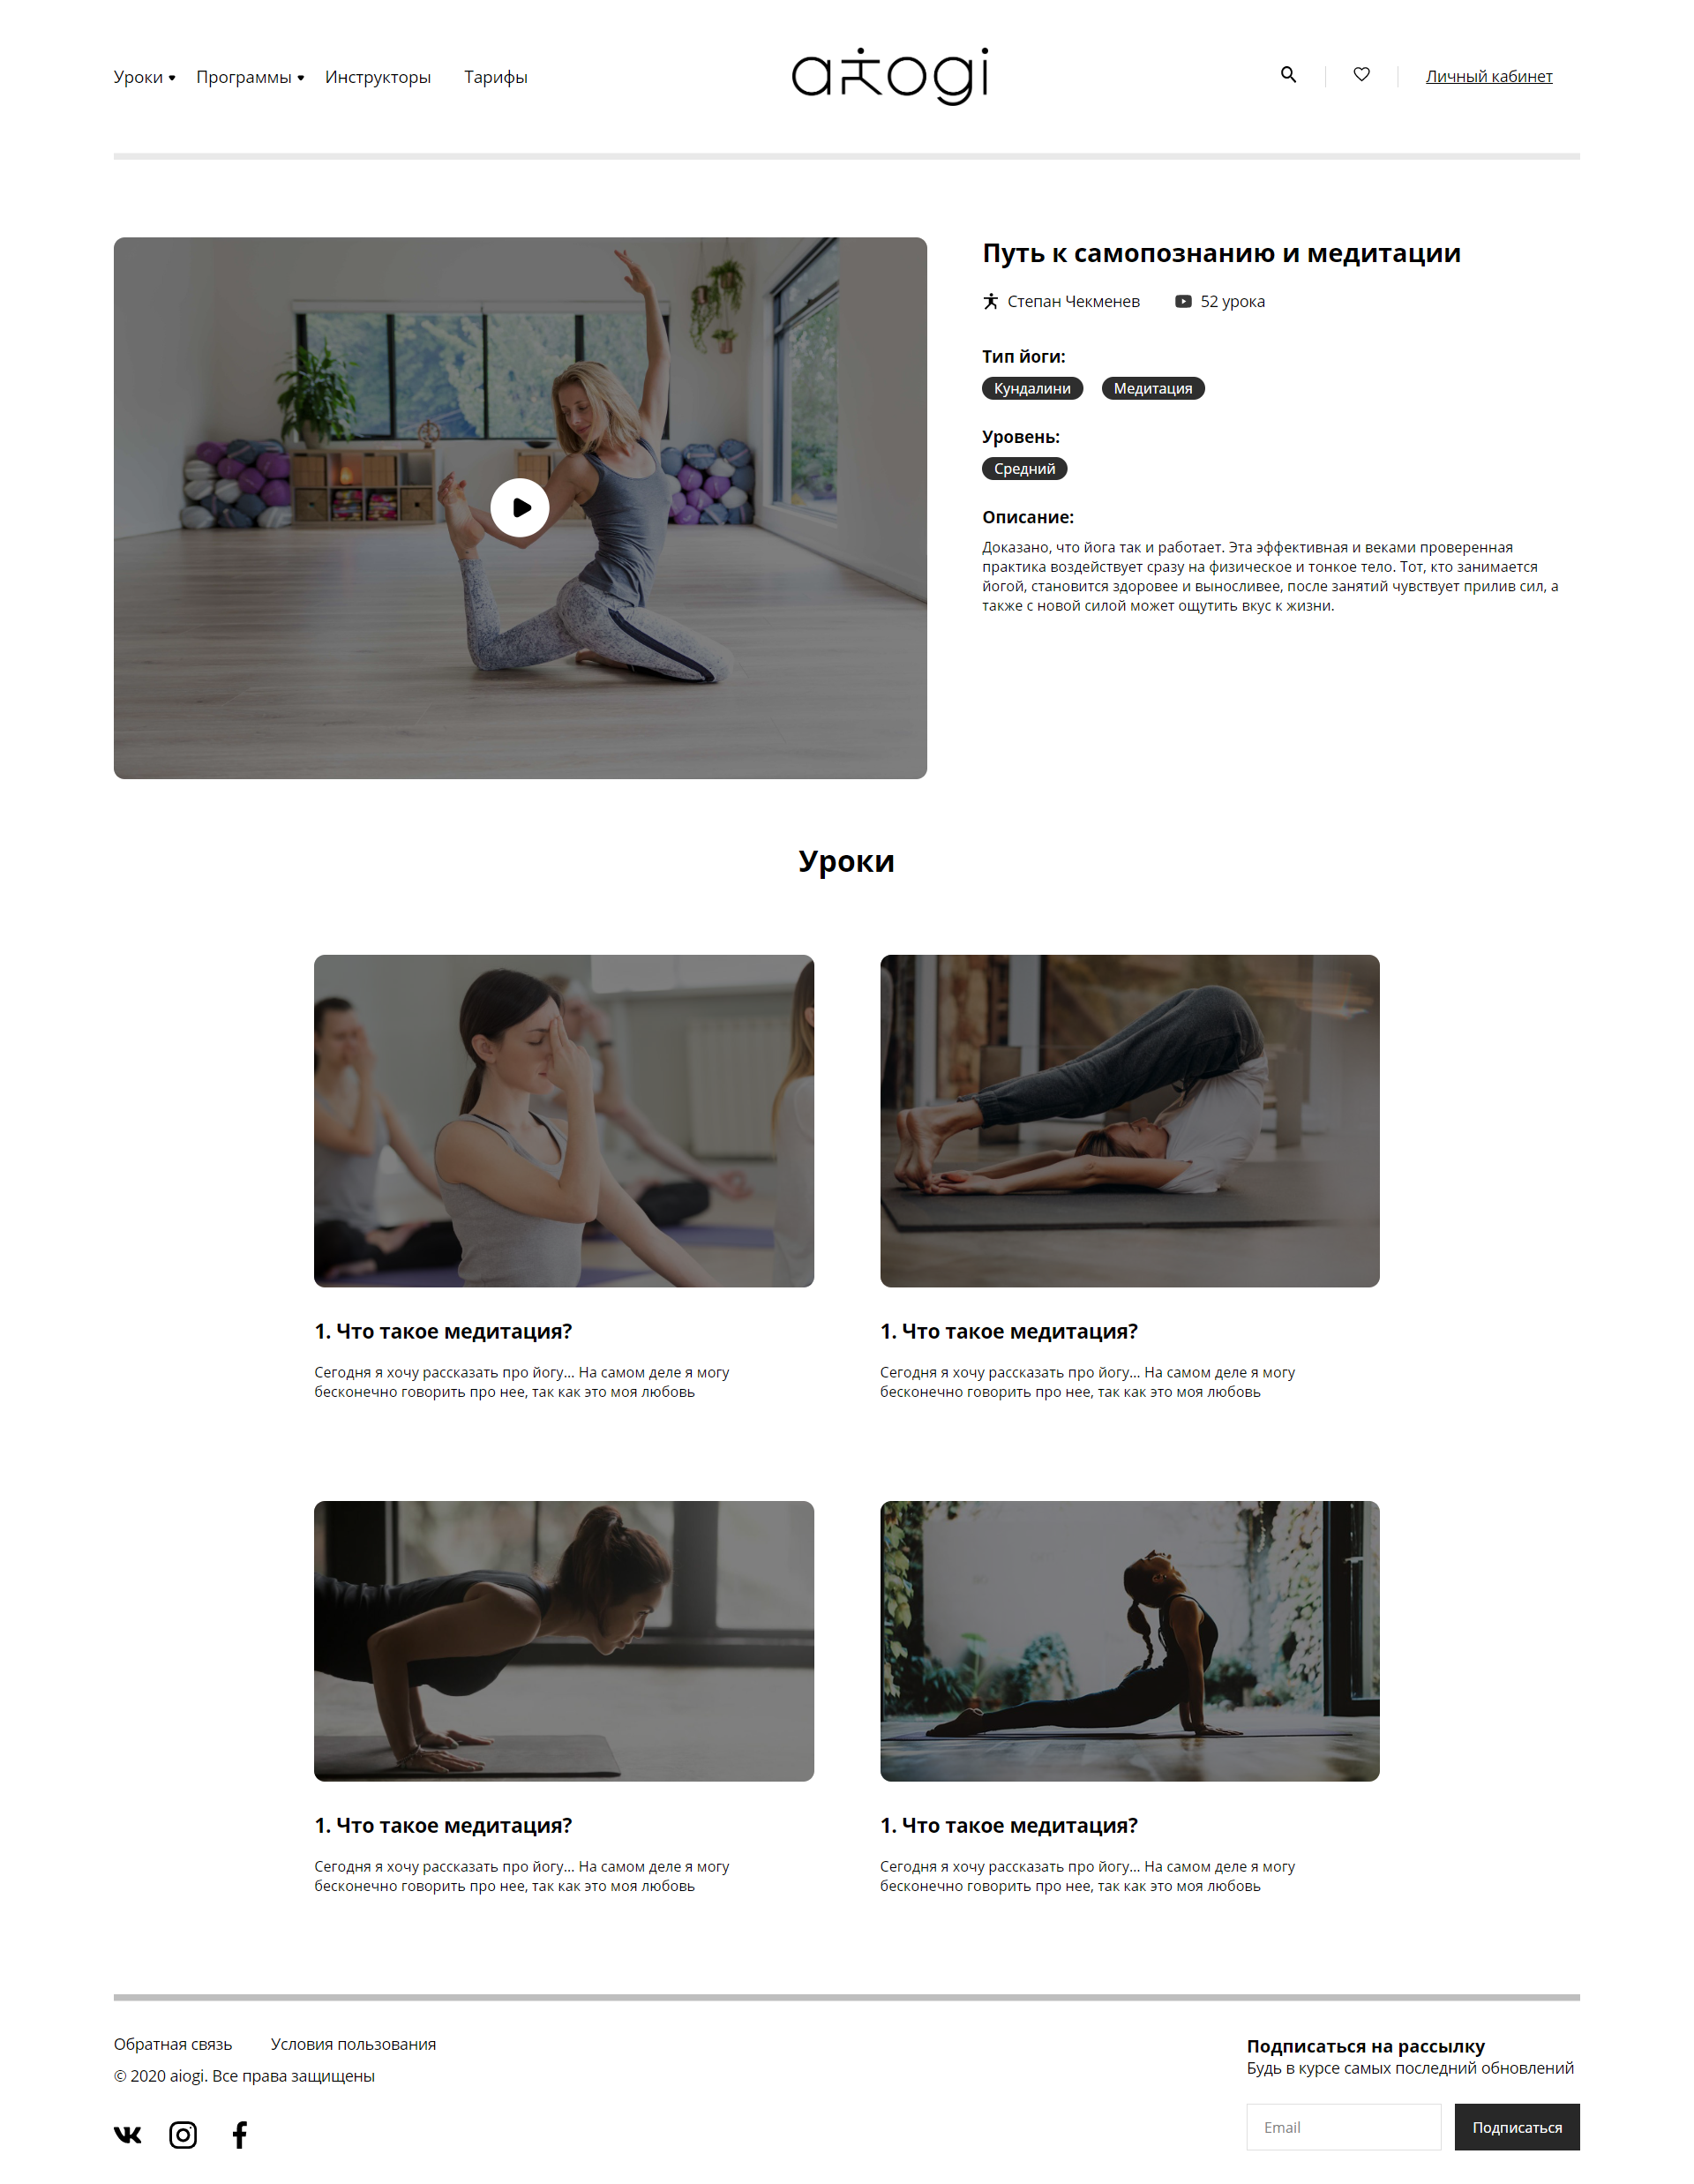 Уроки Программы Инструкторы Тарифы
aiogi
Личный кабинет
Путь к самопознанию и медитации
Степан Чекменев 52 урока
Тип йоги:
Кундалини Медитация
Уровень:
Средний
Описание:
Доказано, что йога так и работает. Эта эффективная и веками проверенная
практика воздействует сразу на физическое и тонкое тело. Тот, кто занимается
йогой, становится здоровее и выносливее, после занятий чувствует прилив сил, а
также с новой силой может ощутить вкус к жизни.
Уроки
1. Что такое медитация?
Сегодня я хочу рассказать про йогу... На самом деле я могу
бесконечно говорить про нее, так как это моя любовь
1. Что такое медитация?
Сегодня я хочу рассказать про йогу... На самом деле я могу
бесконечно говорить про нее, так как это моя любовь
1. Что такое медитация?
Сегодня я хочу рассказать про йогу... На самом деле я могу
бесконечно говорить про нее, так как это моя любовь
1. Что такое медитация?
Сегодня я хочу рассказать про йогу... На самом деле я могу
бесконечно говорить про нее, так как это моя любовь
Обратная связь Условия пользования
© 2020 aiogi. Все права защищены
Подписаться на рассылку
Будь в курсе самых последний обновлений
Email
Подписаться